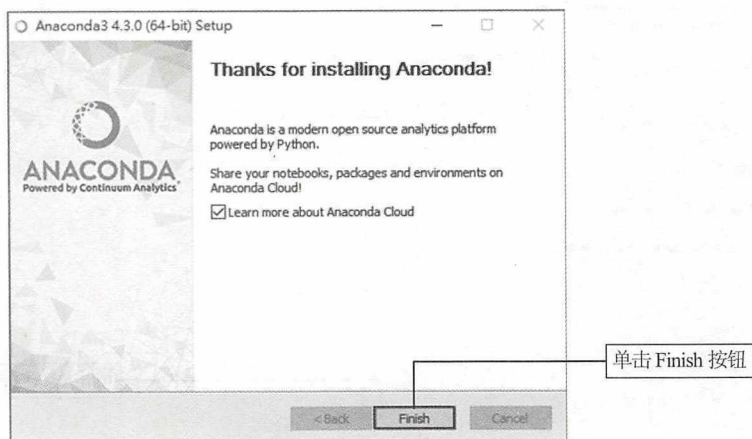 Anaconda3 4.3.0 (64-bit) Setup
Thanks for installing Anaconda!
Anaconda is a modern open source analytics platform
powered by Python.
ANACONDA
Powered by Continuum Analytics
Share your notebooks, packages and environments on
Anaconda Cloud!
Learn more about Anaconda Cloud
单击 Finish 按钮
< Back
Finish
Cancel